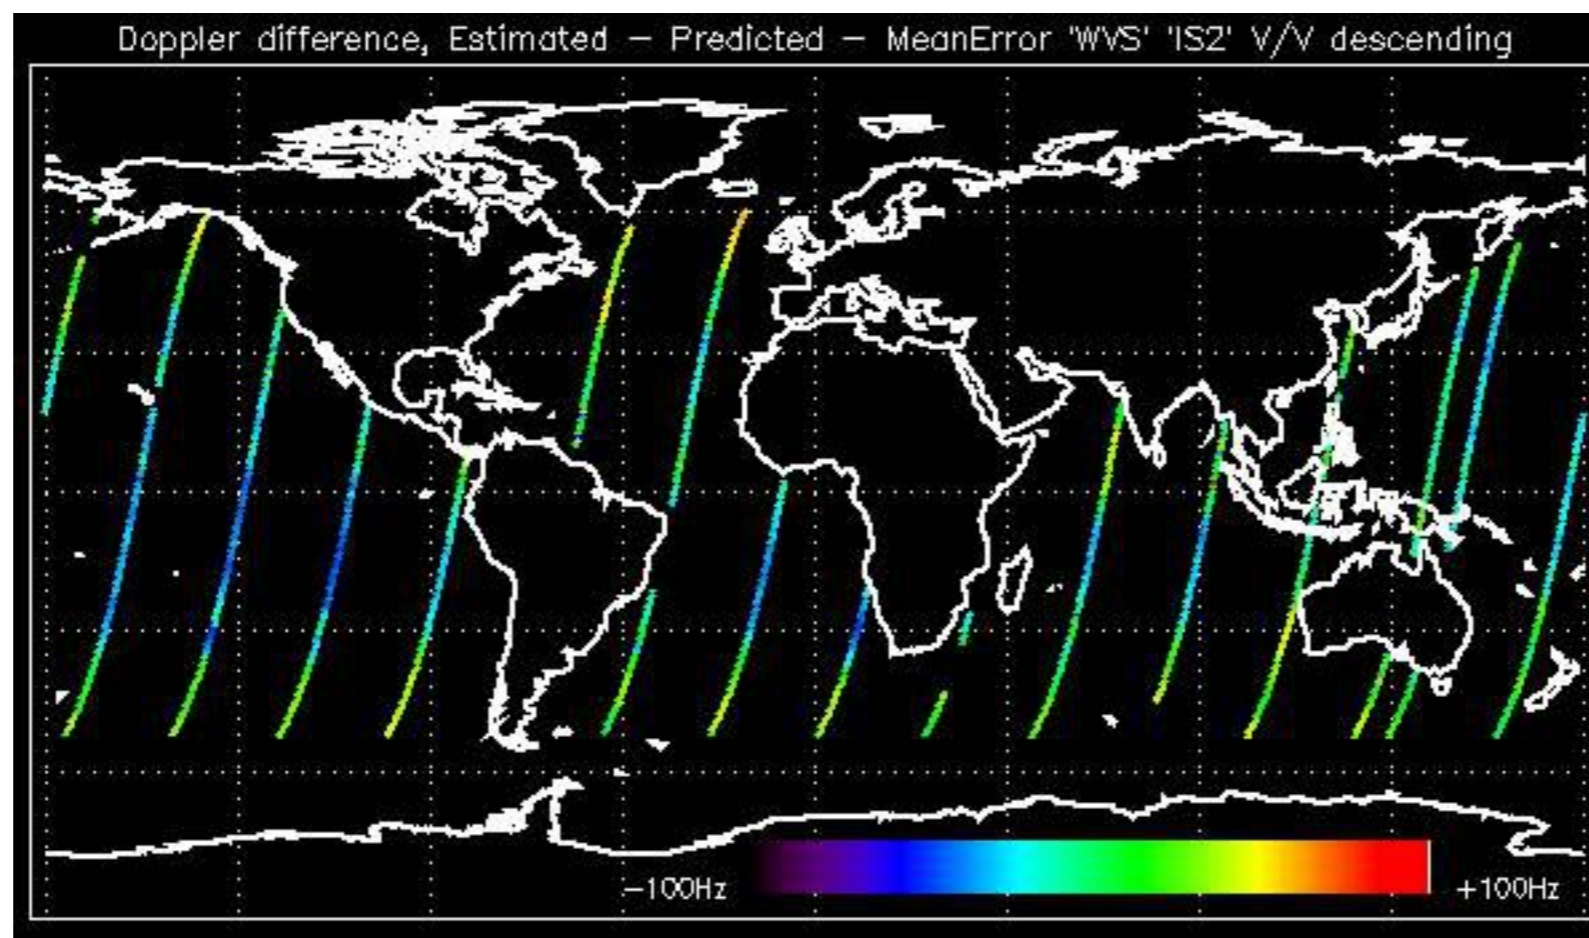 Doppler difference, Estimated - Predicted - MeanError 'WVS' 'IS2' V/V descending
-100Hz
+100Hz